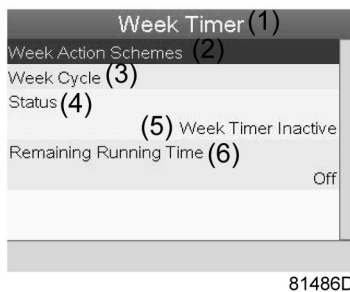 Week Timer (1)
Week Action Schemes (2)
Week Cycle (3)
Status (4)
(5) Week Timer Inactive
Remaining Running Time (6)
Off
81486D